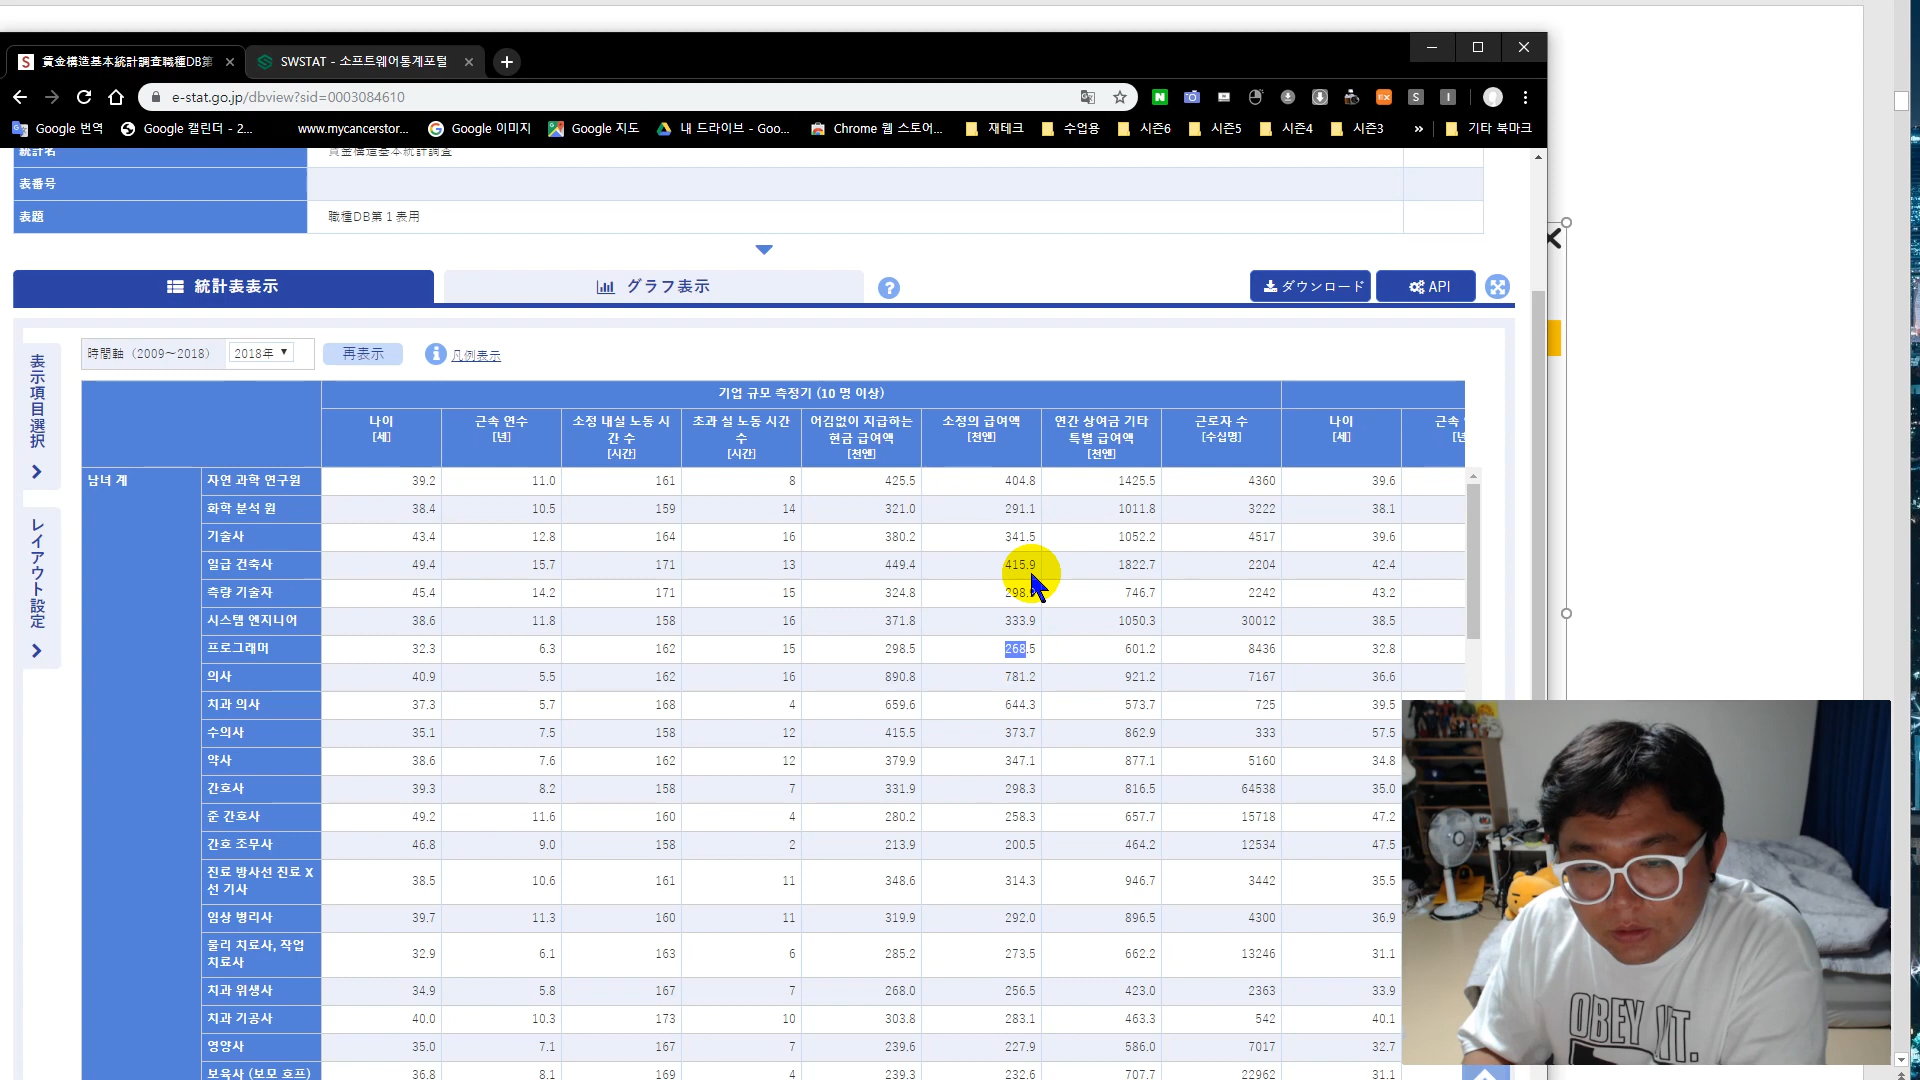 賃金構造基本統計調査職種DB第
SWSTAT - 소프트웨어통계포털
e-stat.go.jp/dbview?sid=0003084610
Google 번역
Google 캘린더 - 2...
www.mycancerstor...
Google 이미지
Google 지도
내 드라이브 - Goo...
Chrome 웹 스토어...
재테크
수업용
시즌6
시즌5
시즌4
시즌3
»
기타 북마크
統計名 賃金構造基本統計調査
表番号
表題 職種DB第1表用
統計表表示
グラフ表示
ダウンロード
API
表示項目選択
レイアウト設定
時間軸（2009～2018） 2018年
再表示
凡例表示
기업 규모 측정기 (10 명 이상)
나이 [세]
근속 연수 [년]
소정 내실 노동 시간 수 [시간]
초과 실 노동 시간 수 [시간]
어김없이 지급하는 현금 급여액 [천엔]
소정의 급여액 [천엔]
연간 상여금 기타 특별 급여액 [천엔]
근로자 수 [수십명]
나이 [세]
근속
남녀 계
자연 과학 연구원 39.2 11.0 161 8 425.5 404.8 1425.5 4360 39.6
화학 분석 원 38.4 10.5 159 14 321.0 291.1 1011.8 3222 38.1
기술사 43.4 12.8 164 16 380.2 341.5 1052.2 4517 39.6
일급 건축사 49.4 15.7 171 13 449.4 415.9 1822.7 2204 42.4
측량 기술자 45.4 14.2 171 15 324.8 298. 746.7 2242 43.2
시스템 엔지니어 38.6 11.8 158 16 371.8 333.9 1050.3 30012 38.5
프로그래머 32.3 6.3 162 15 298.5 268.5 601.2 8436 32.8
의사 40.9 5.5 162 16 890.8 781.2 921.2 7167 36.6
치과 의사 37.3 5.7 168 4 659.6 644.3 573.7 725 39.5
수의사 35.1 7.5 158 12 415.5 373.7 862.9 333 57.5
약사 38.6 7.6 162 12 379.9 347.1 877.1 5160 34.8
간호사 39.3 8.2 158 7 331.9 298.3 816.5 64538 35.0
준 간호사 49.2 11.6 160 4 280.2 258.3 657.7 15718 47.2
간호 조무사 46.8 9.0 158 2 213.9 200.5 464.2 12534 47.5
진료 방사선 진료 X 선 기사 38.5 10.6 161 11 348.6 314.3 946.7 3442 35.5
임상 병리사 39.7 11.3 160 11 319.9 292.0 896.5 4300 36.9
물리 치료사, 작업 치료사 32.9 6.1 163 6 285.2 273.5 662.2 13246 31.1
치과 위생사 34.9 5.8 167 7 268.0 256.5 423.0 2363 33.9
치과 기공사 40.0 10.3 173 10 303.8 283.1 463.3 542 40.1
영양사 35.0 7.1 167 7 239.6 227.9 586.0 7017 32.7
보육사 (보모 호프) 36.8 8.1 169 4 239.3 232.6 707.7 22962 31.1
OBEY